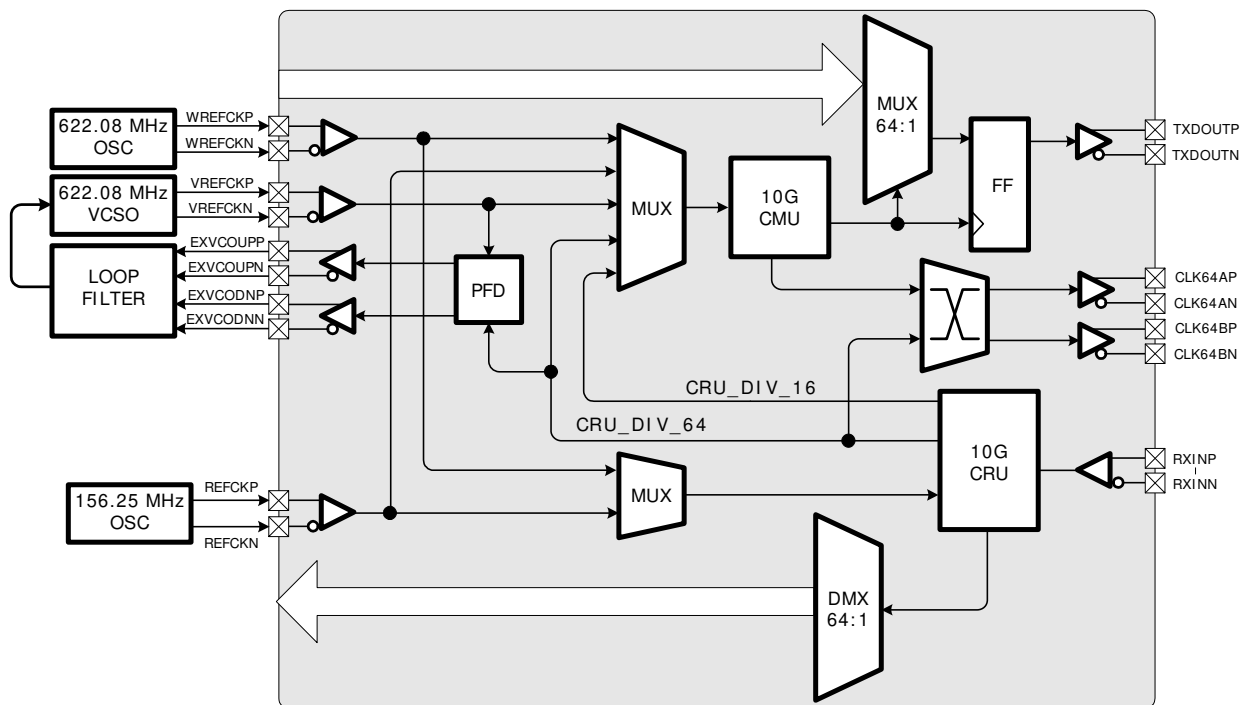 622.08 MHz
OSC
WREFCKP
WREFCKN
622.08 MHz
VCSO
VREFCKP
VREFCKN
LOOP
FILTER
EXVCOUPP
EXVCOUPN
EXVCODNP
EXVCODNN
156.25 MHz
OSC
REFCKP
REFCKN
PFD
MUX
10G
CMU
MUX
64:1
FF
TXDOUTP
TXDOUTN
CLK64AP
CLK64AN
CLK64BP
CLK64BN
CRU_DIV_16
CRU_DIV_64
10G
CRU
RXINP
RXINN
MUX
DMX
64:1